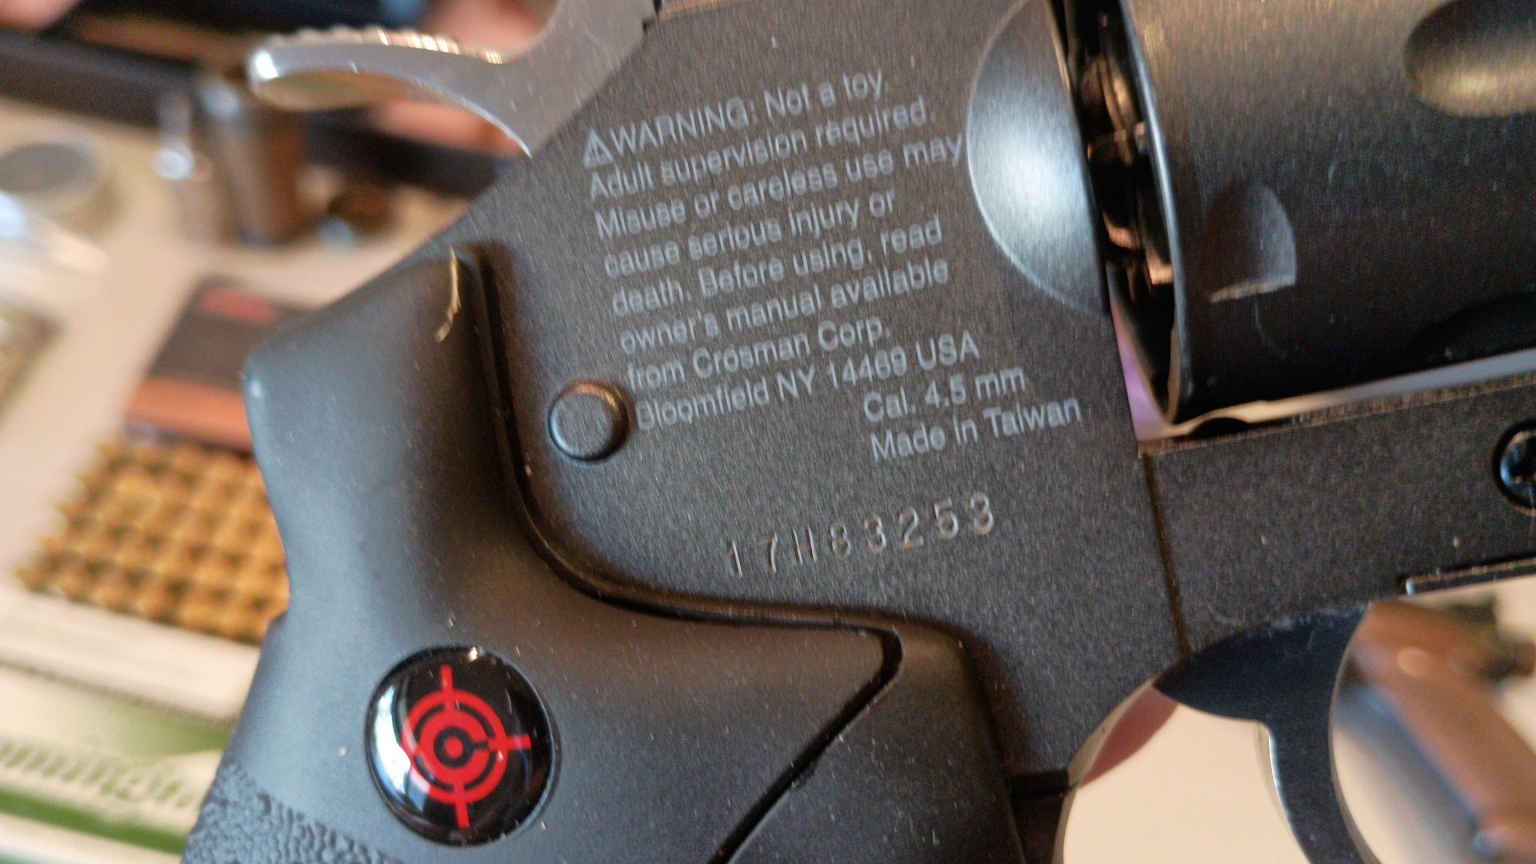 ⚠WARNING: Not a toy.
Adult supervision required.
Misuse or careless use may
cause serious injury or
death. Before using, read
owner's manual available
from Crosman Corp.
Bloomfield NY 14469 USA
Cal. 4.5 mm
Made in Taiwan
17H83253